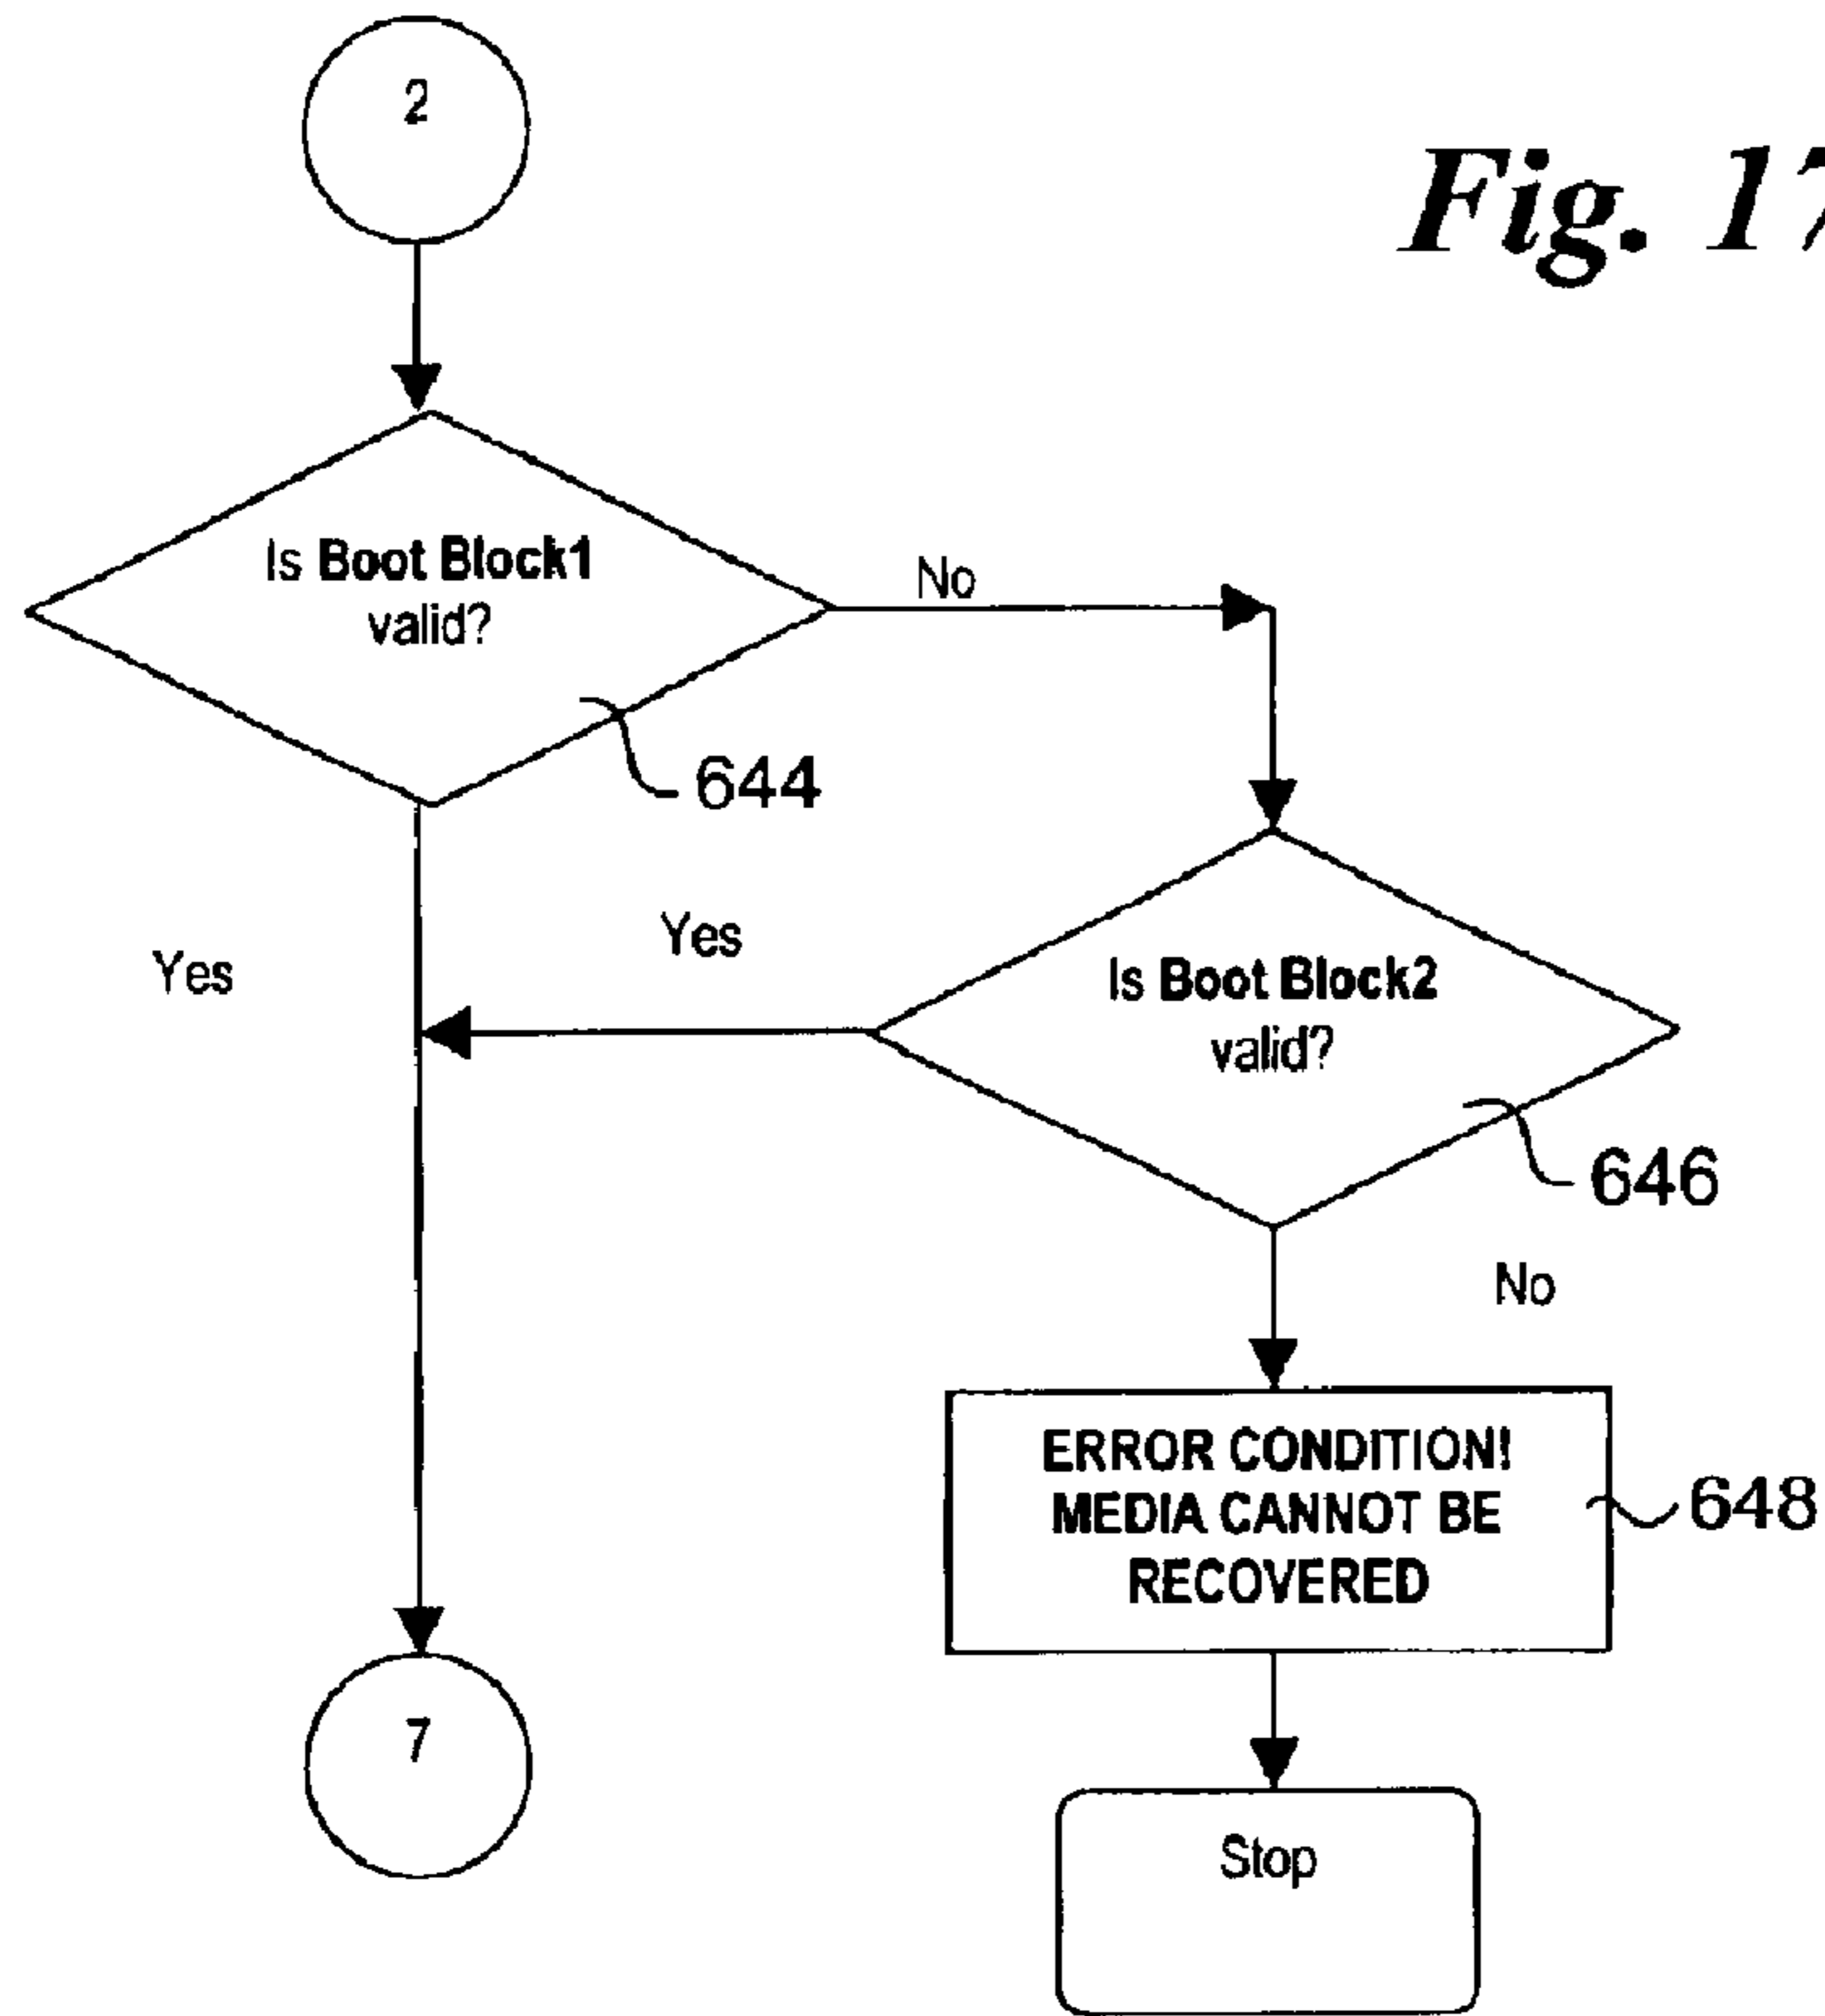 2
Fig. 17
Is Boot Block1
valid?
No
644
Yes
Yes
Is Boot Block2
valid?
646
No
ERROR CONDITION!
MEDIA CANNOT BE
RECOVERED
648
7
Stop